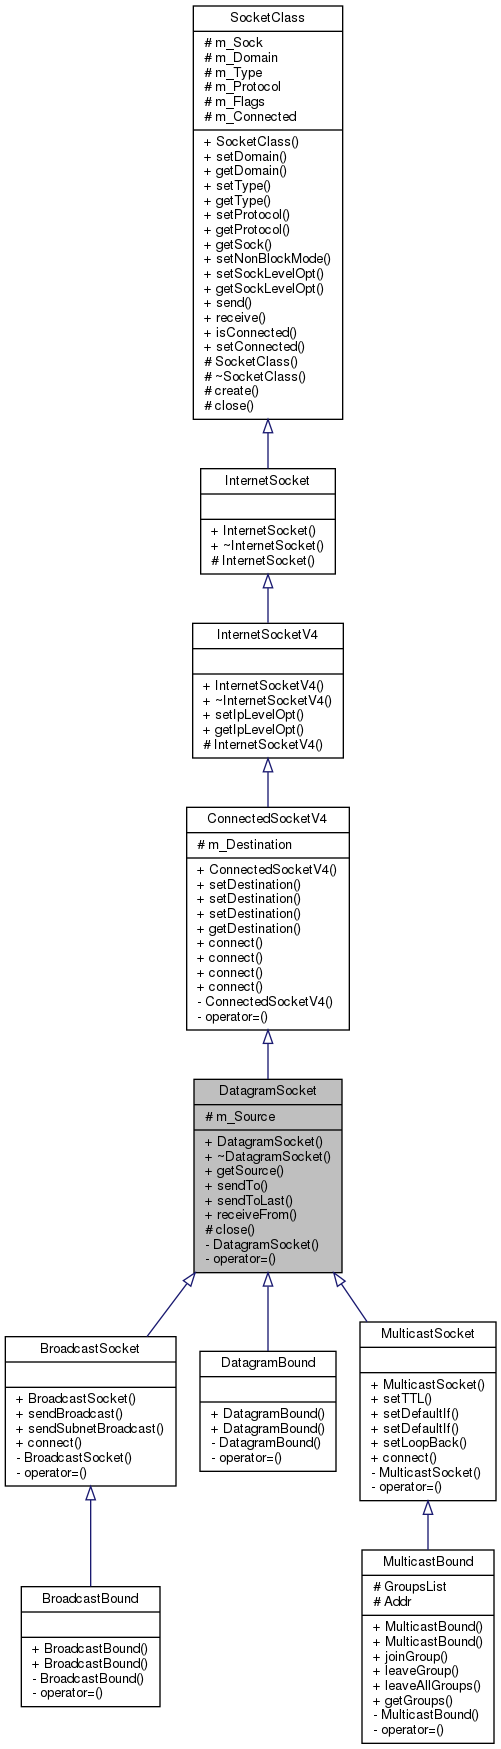 SocketClass
# m_Sock
# m_Domain
# m_Type
# m_Protocol
# m_Flags
# m_Connected
+ SocketClass()
+ setDomain()
+ getDomain()
+ setType()
+ getType()
+ setProtocol()
+ getProtocol()
+ getSock()
+ setNonBlockMode()
+ setSockLevelOpt()
+ getSockLevelOpt()
+ send()
+ receive()
+ isConnected()
+ setConnected()
# SocketClass()
# ~SocketClass()
# create()
# close()
InternetSocket
+ InternetSocket()
+ ~InternetSocket()
# InternetSocket()
InternetSocketV4
+ InternetSocketV4()
+ ~InternetSocketV4()
+ setIpLevelOpt()
+ getIpLevelOpt()
# InternetSocketV4()
ConnectedSocketV4
# m_Destination
+ ConnectedSocketV4()
+ setDestination()
+ setDestination()
+ setDestination()
+ getDestination()
+ connect()
+ connect()
+ connect()
+ connect()
- ConnectedSocketV4()
- operator=()
DatagramSocket
# m_Source
+ DatagramSocket()
+ ~DatagramSocket()
+ getSource()
+ sendTo()
+ sendToLast()
+ receiveFrom()
# close()
- DatagramSocket()
- operator=()
BroadcastSocket
+ BroadcastSocket()
+ sendBroadcast()
+ sendSubnetBroadcast()
+ connect()
- BroadcastSocket()
- operator=()
DatagramBound
+ DatagramBound()
+ DatagramBound()
- DatagramBound()
- operator=()
MulticastSocket
+ MulticastSocket()
+ setTTL()
+ setDefaultIf()
+ setDefaultIf()
+ setLoopBack()
+ connect()
- MulticastSocket()
- operator=()
BroadcastBound
+ BroadcastBound()
+ BroadcastBound()
- BroadcastBound()
- operator=()
MulticastBound
# GroupsList
# Addr
+ MulticastBound()
+ MulticastBound()
+ joinGroup()
+ leaveGroup()
+ leaveAllGroups()
+ getGroups()
- MulticastBound()
- operator=()